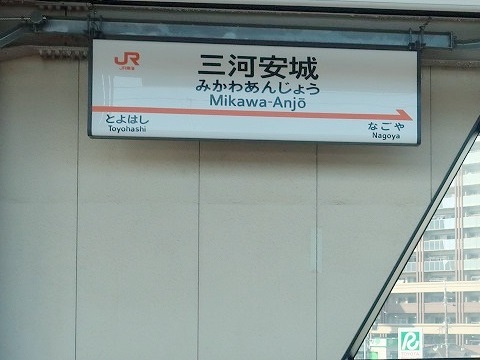 JR
JR東海
三河安城
みかわあんじょう
Mikawa-Anjō
とよはし
Toyohashi
なごや
Nagoya
R